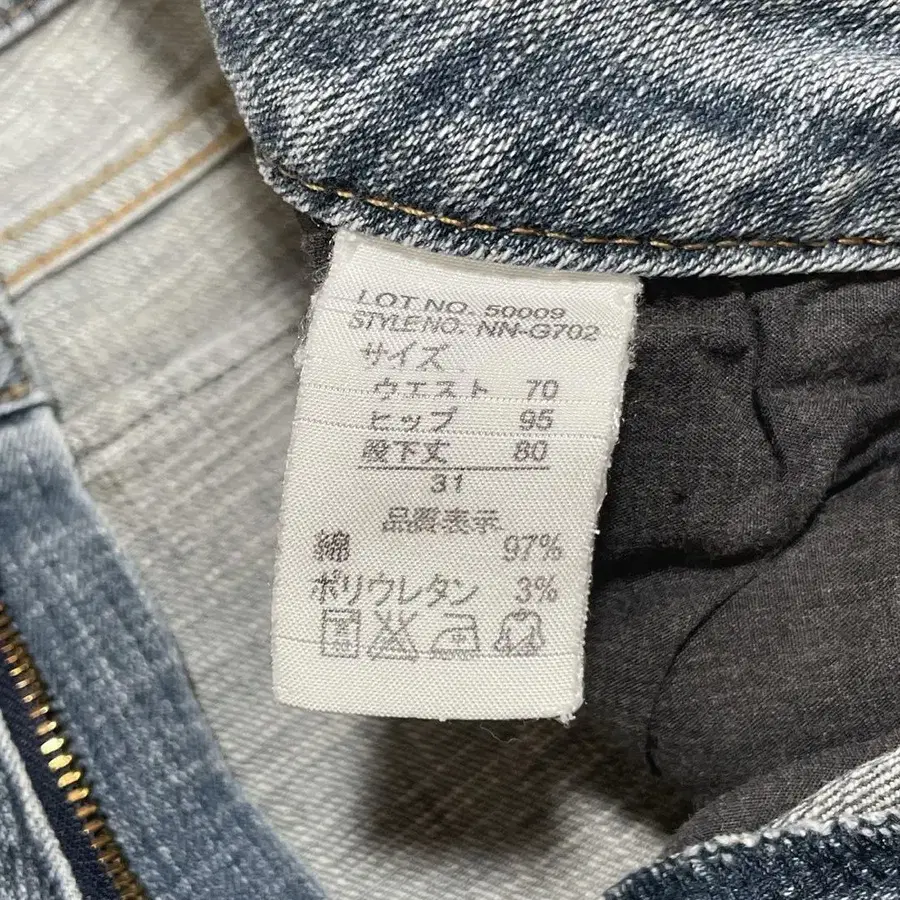 LOT NO. 50009
STYLE NO. NN-G702
サイズ
ウエスト 70
ヒップ 95
股下丈 80
31
品質表示
綿 97%
ポリウレタン 3%